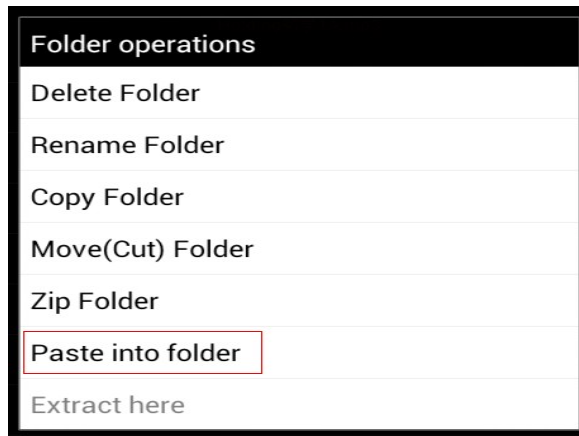 Folder operations
Delete Folder
Rename Folder
Copy Folder
Move(Cut) Folder
Zip Folder
Paste into folder
Extract here